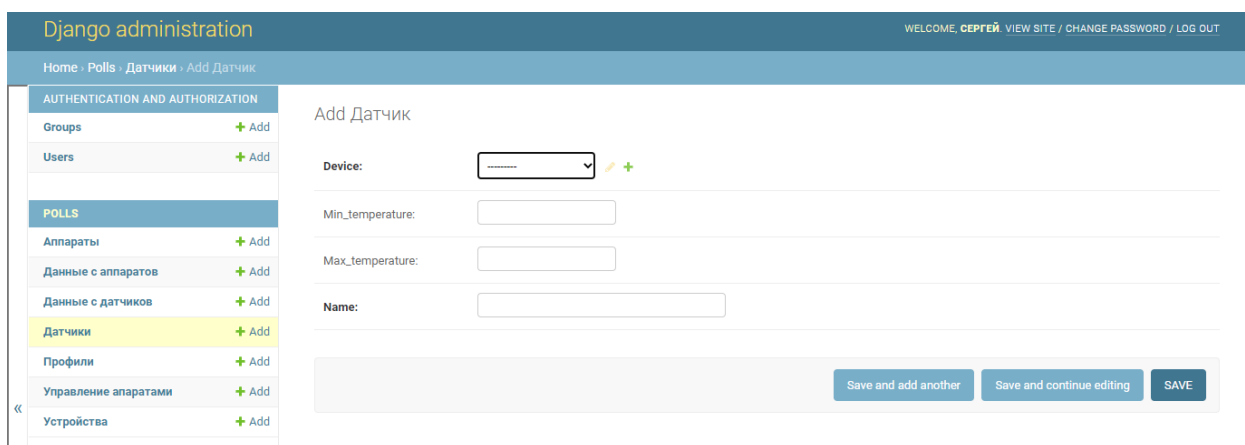 Django administration
WELCOME, СЕРГЕЙ. VIEW SITE / CHANGE PASSWORD / LOG OUT
Home › Polls › Датчики › Add Датчик
AUTHENTICATION AND AUTHORIZATION
Groups + Add
Users + Add
POLLS
Аппараты + Add
Данные с аппаратов + Add
Данные с датчиков + Add
Датчики + Add
Профили + Add
Управление апаратами + Add
Устройства + Add
«
Add Датчик
Device: ---------
Min_temperature:
Max_temperature:
Name:
Save and add another Save and continue editing SAVE